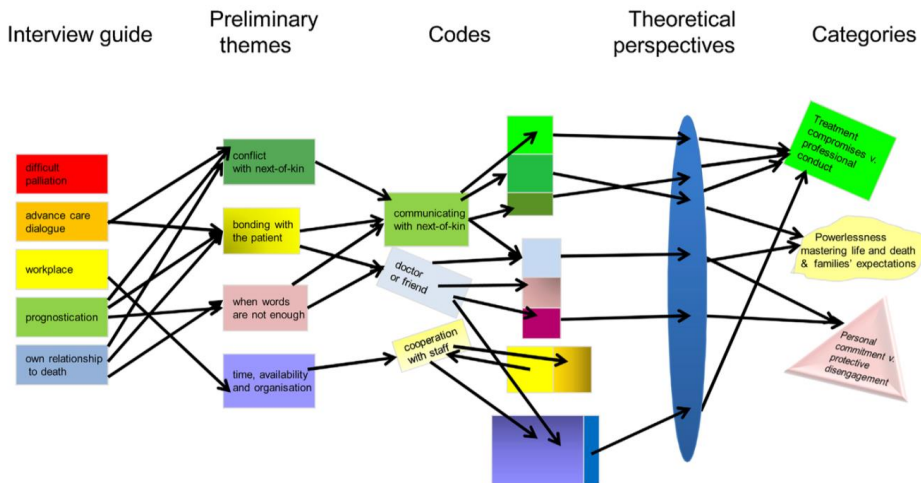 Interview guide
Preliminary
themes
Codes
Theoretical
perspectives
Categories
difficult
palliation
advance care
dialogue
workplace
prognostication
own relationship
to death
conflict
with next-of-kin
bonding with
the patient
when words
are not enough
time, availability
and organisation
communicating
with next-of-kin
doctor
or friend
cooperation
with staff
Treatment
compromises v.
professional
conduct
Powerlessness
mastering life and death
& families' expectations
Personal
commitment v.
protective
disengagement